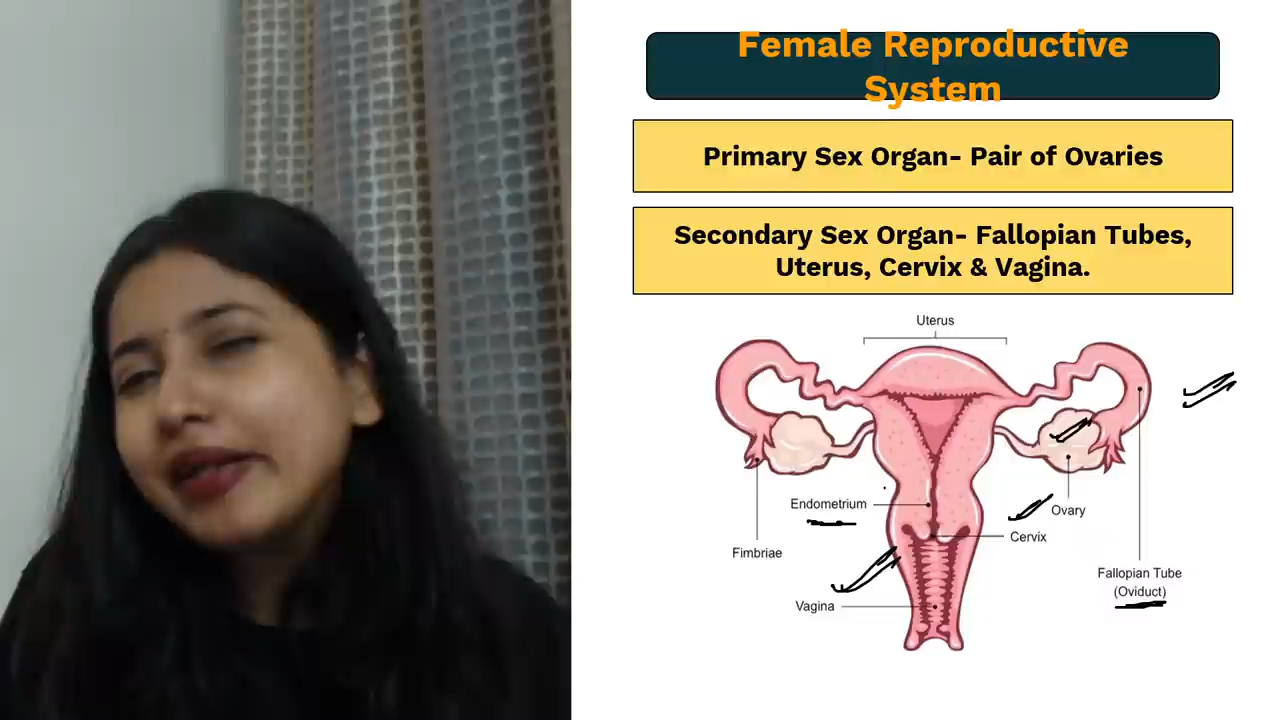 Female Reproductive
System
Primary Sex Organ- Pair of Ovaries
Secondary Sex Organ- Fallopian Tubes,
Uterus, Cervix & Vagina.
Uterus
Endometrium
Ovary
Cervix
Fimbriae
Fallopian Tube
(Oviduct)
Vagina